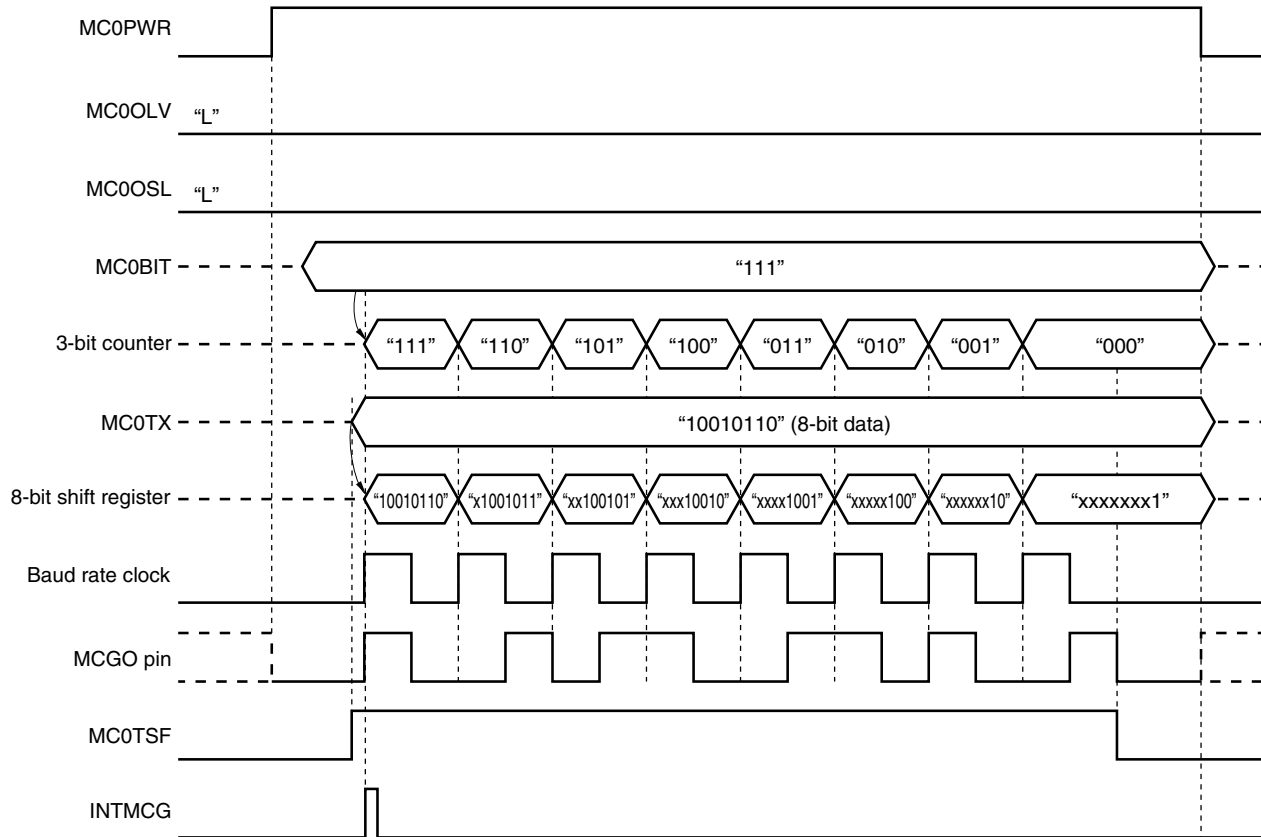 MC0PWR
MC0OLV “L”
MC0OSL “L”
MC0BIT “111”
3-bit counter “111” “110” “101” “100” “011” “010” “001” “000”
MC0TX “10010110” (8-bit data)
8-bit shift register “10010110” “x1001011” “xx100101” “xxx10010” “xxxx1001” “xxxxx100” “xxxxxx10” “xxxxxxx1”
Baud rate clock
MCGO pin
MC0TSF
INTMCG